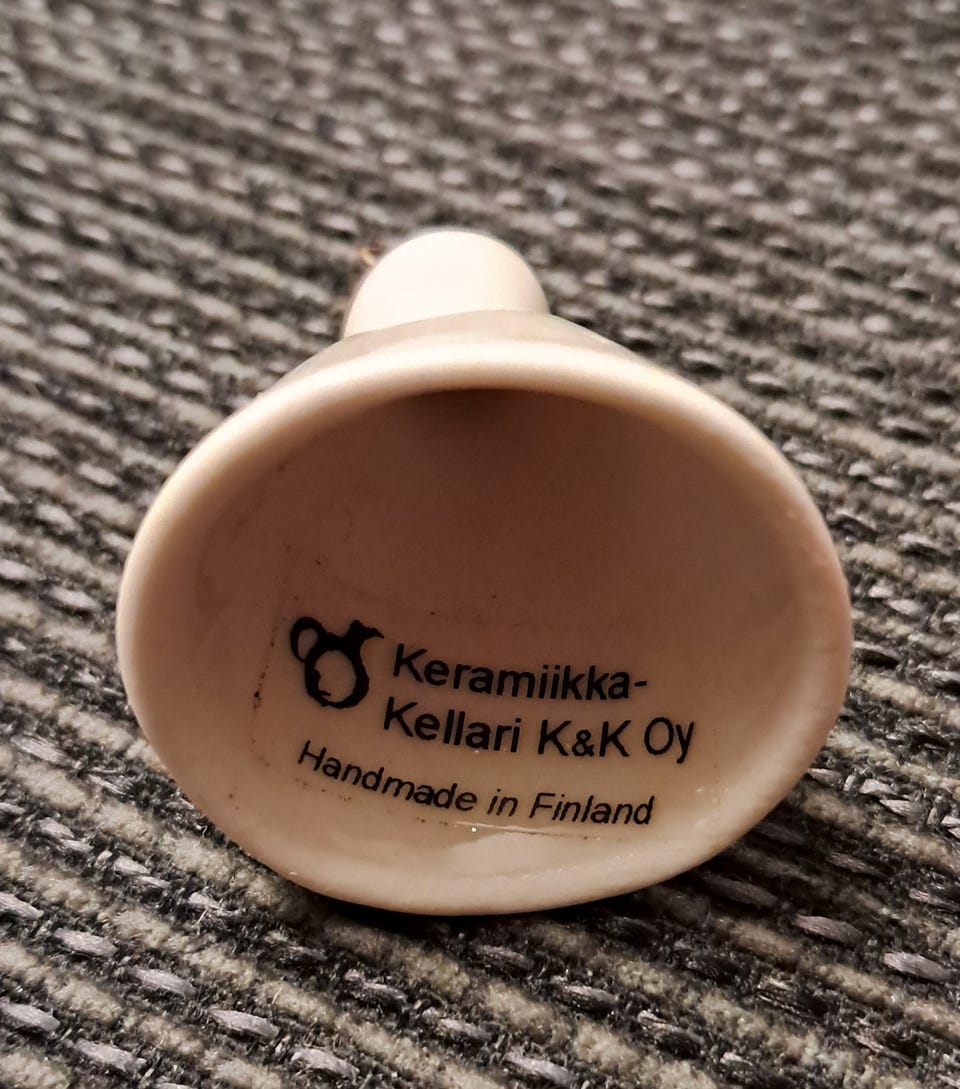 Keramiikka-
Kellari K&K Oy
Handmade in Finland